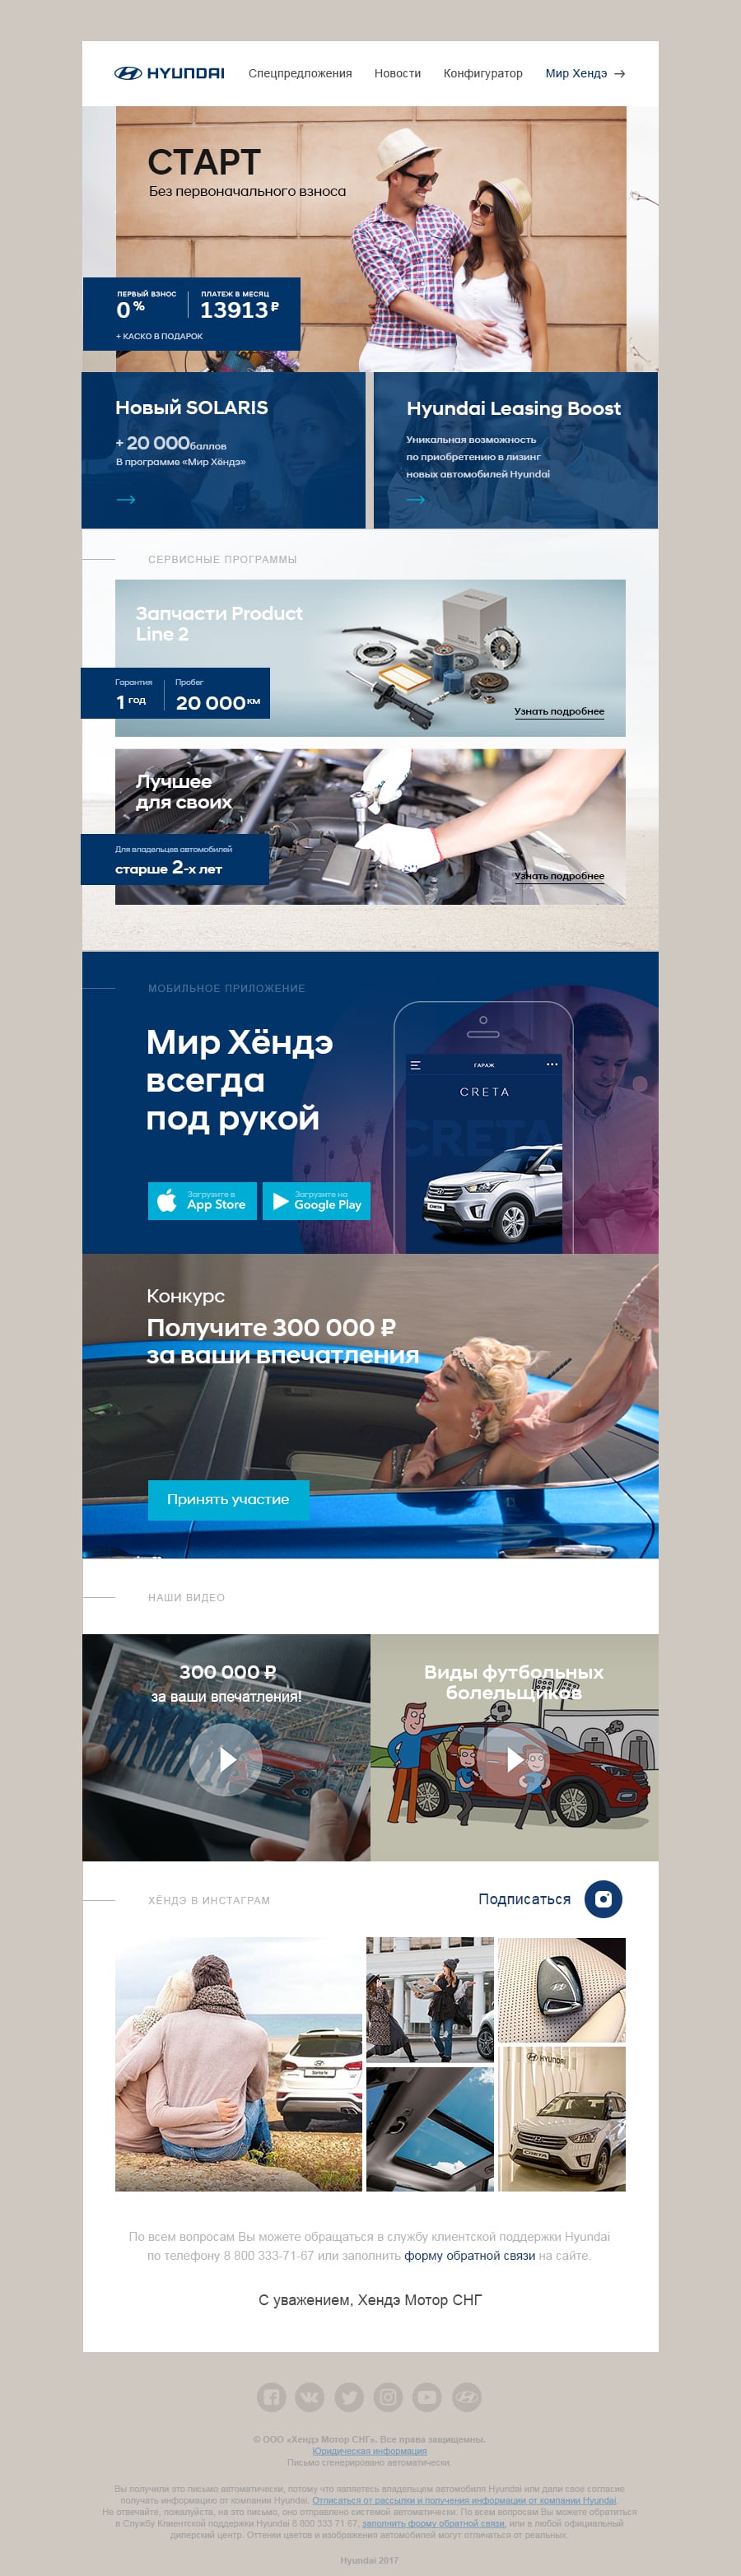 HYUNDAI Спецпредложения Новости Конфигуратор Мир Хендэ →
СТАРТ
Без первоначального взноса
ПЕРВЫЙ ВЗНОС ПЛАТЕЖ В МЕСЯЦ
0 % 13913 ₽
+ КАСКО В ПОДАРОК
Новый SOLARIS
+ 20 000 баллов
В программе «Мир Хёндэ»
Hyundai Leasing Boost
Уникальная возможность
по приобретению в лизинг
новых автомобилей Hyundai
СЕРВИСНЫЕ ПРОГРАММЫ
Запчасти Product
Line 2
Гарантия Пробег
1 год 20 000 км
Узнать подробнее
Лучшее
для своих
Для владельцев автомобилей
старше 2-х лет
Узнать подробнее
МОБИЛЬНОЕ ПРИЛОЖЕНИЕ
Мир Хёндэ
всегда
под рукой
ГАРАЖ
CRETA
CRETA
Загрузите в
App Store
Загрузите на
Google Play
Конкурс
Получите 300 000 ₽
за ваши впечатления
Принять участие
НАШИ ВИДЕО
300 000 ₽
за ваши впечатления!
Виды футбольных
болельщиков
ХЁНДЭ В ИНСТАГРАМ
Подписаться
HYUNDAI
CRETA
По всем вопросам Вы можете обращаться в службу клиентской поддержки Hyundai
по телефону 8 800 333-71-67 или заполнить форму обратной связи на сайте.
С уважением, Хендэ Мотор СНГ
© ООО «Хендэ Мотор СНГ». Все права защищемны.
Юридическая информация
Письмо сгенерировано автоматически.
Вы получили это письмо автоматически, потому что являетесь владельцем автомобиля Hyundai или дали свое согласие
получать информацию от компании Hyundai. Отписаться от рассылки и получения информации от компании Hyundai.
Не отвечайте, пожалуйста, на это письмо, оно отправлено системой автоматически. По всем вопросам Вы можете обратиться
в Службу Клиентской поддержки Hyundai 8 800 333 71 67, заполнить форму обратной связи, или в любой официальный
дилерский центр. Оттенки цветов и изображения автомобилей могут отличаться от реальных.
Hyundai 2017